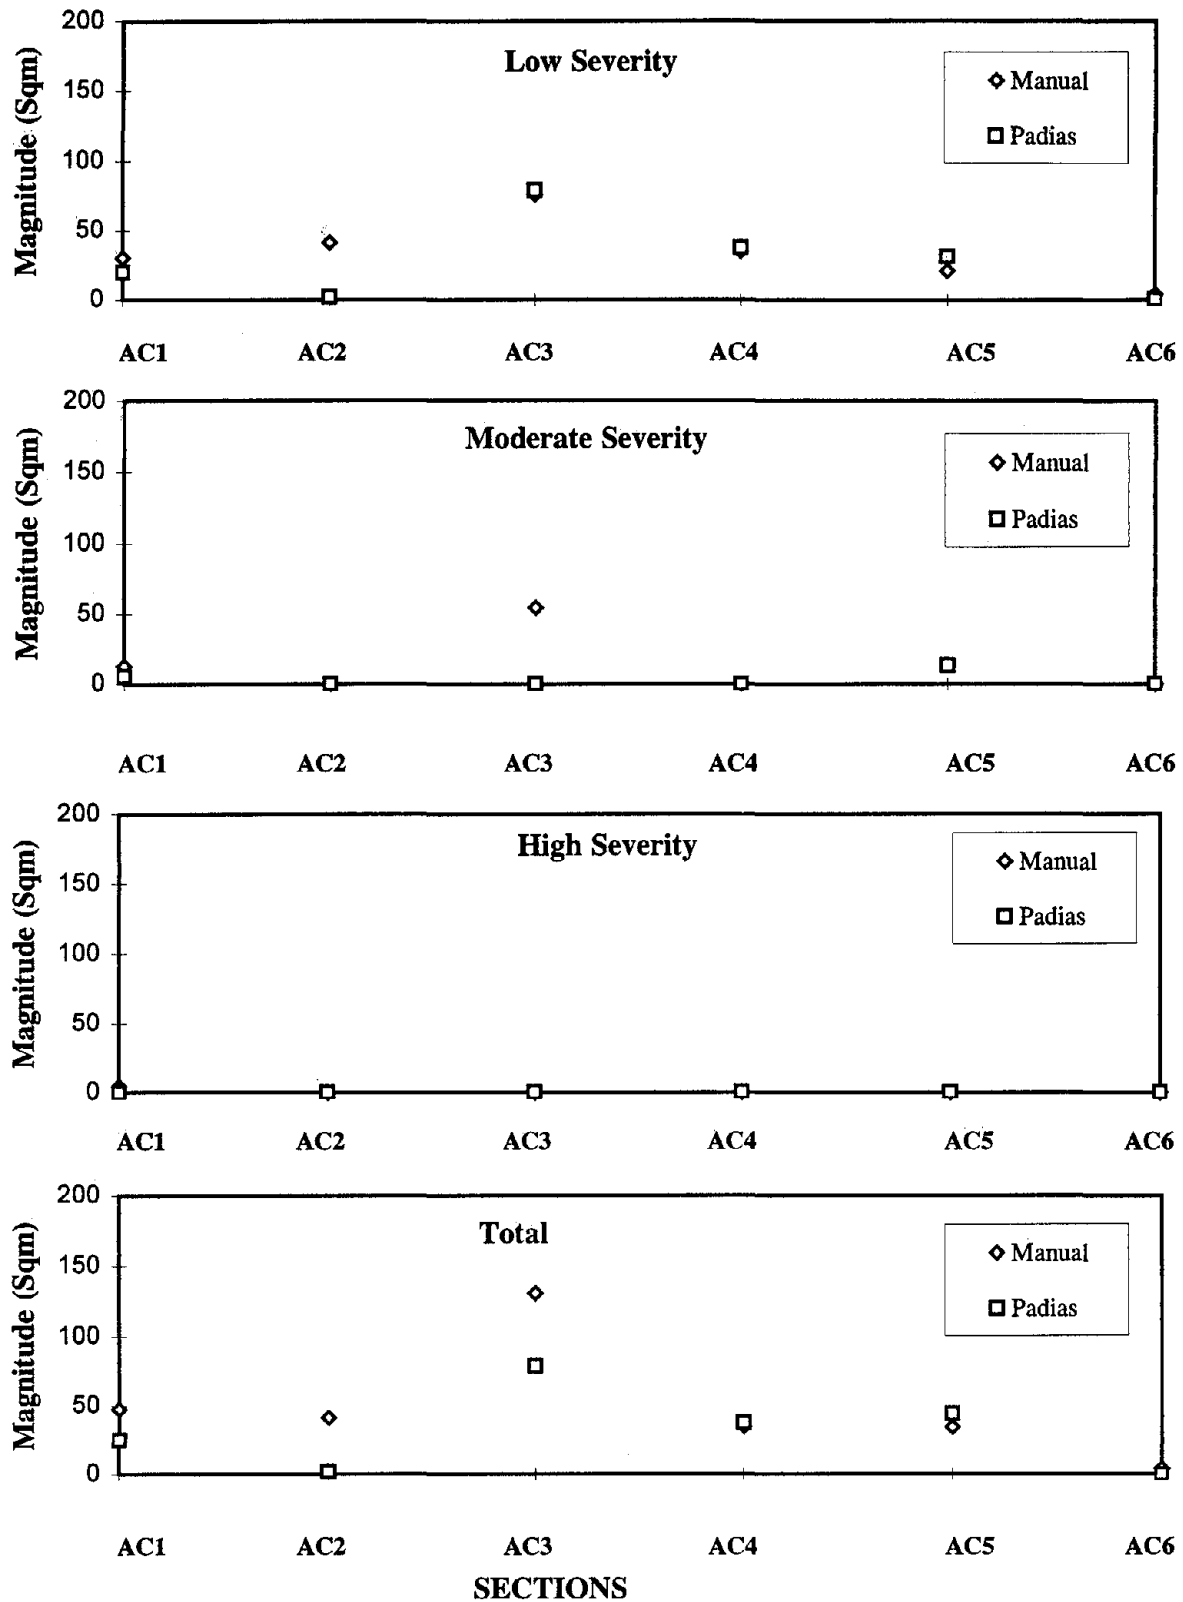 200
Low Severity
Manual
150
Padias
100
50
0
Magnitude (Sqm)
AC1 AC2 AC3 AC4 AC5 AC6
200
Moderate Severity
Manual
150
Padias
100
50
0
Magnitude (Sqm)
AC1 AC2 AC3 AC4 AC5 AC6
200
High Severity
Manual
150
Padias
100
50
0
Magnitude (Sqm)
AC1 AC2 AC3 AC4 AC5 AC6
200
Total
Manual
150
Padias
100
50
0
Magnitude (Sqm)
AC1 AC2 AC3 AC4 AC5 AC6
SECTIONS